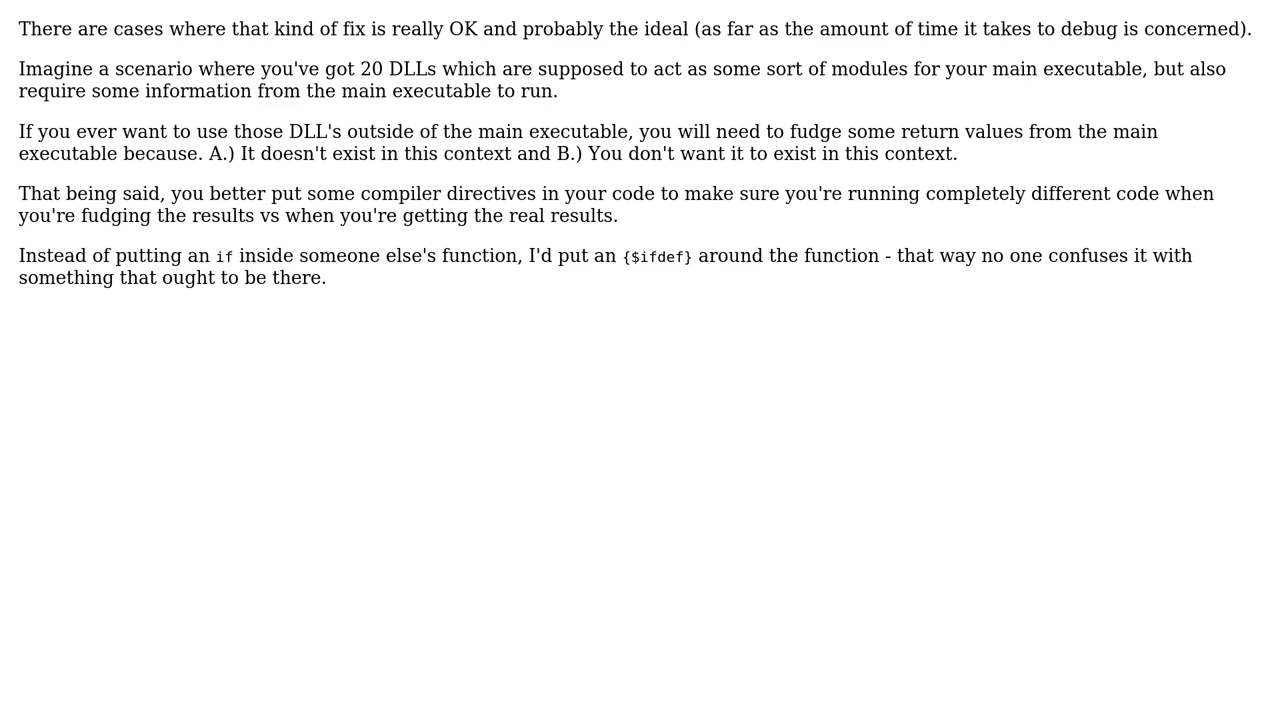 There are cases where that kind of fix is really OK and probably the ideal (as far as the amount of time it takes to debug is concerned).
Imagine a scenario where you've got 20 DLLs which are supposed to act as some sort of modules for your main executable, but also
require some information from the main executable to run.
If you ever want to use those DLL's outside of the main executable, you will need to fudge some return values from the main
executable because. A.) It doesn't exist in this context and B.) You don't want it to exist in this context.
That being said, you better put some compiler directives in your code to make sure you're running completely different code when
you're fudging the results vs when you're getting the real results.
Instead of putting an if inside someone else's function, I'd put an {$ifdef} around the function - that way no one confuses it with
something that ought to be there.